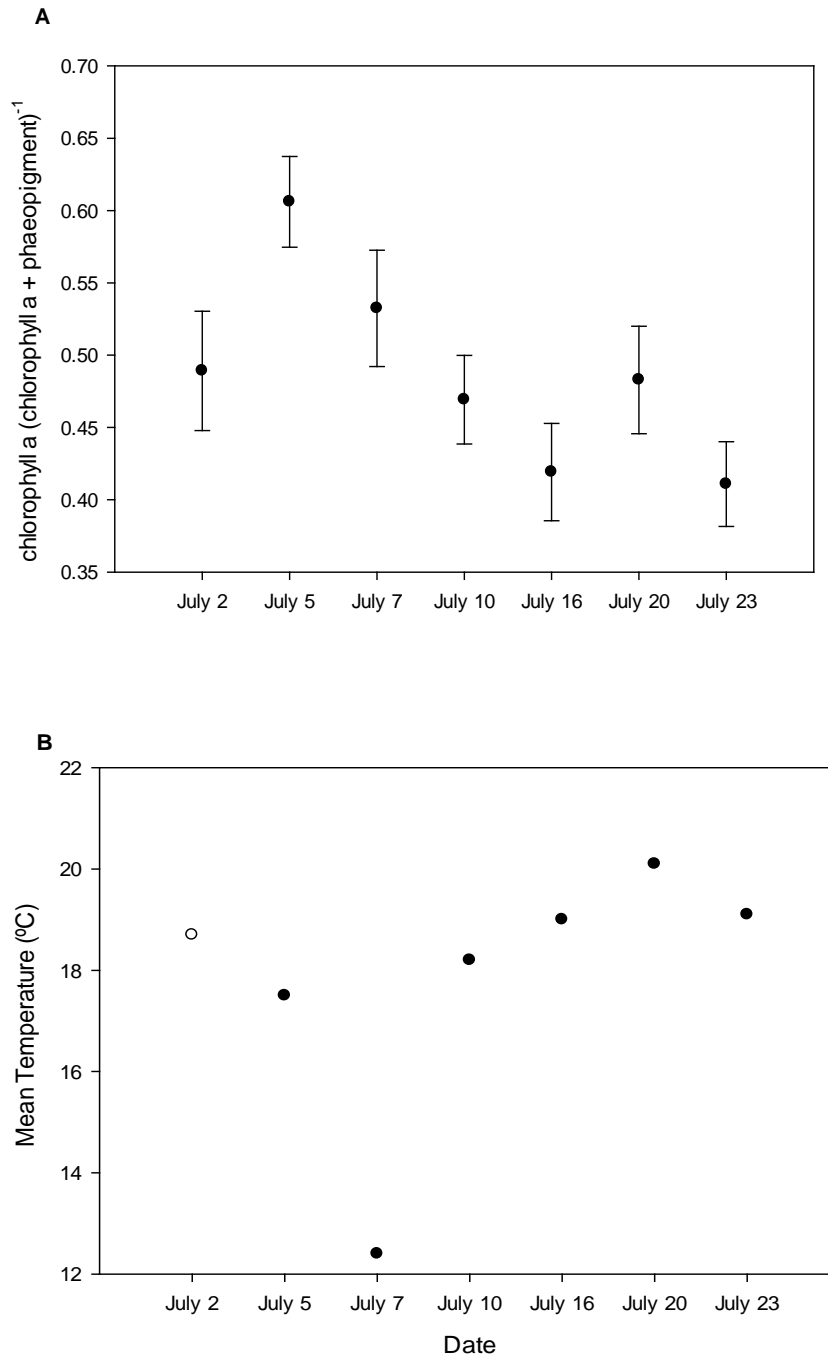 A
chlorophyll a (chlorophyll a + phaeopigment)-1
0.70
0.65
0.60
0.55
0.50
0.45
0.40
0.35
July 2 July 5 July 7 July 10 July 16 July 20 July 23
B
Mean Temperature (ºC)
22
20
18
16
14
12
July 2 July 5 July 7 July 10 July 16 July 20 July 23
Date